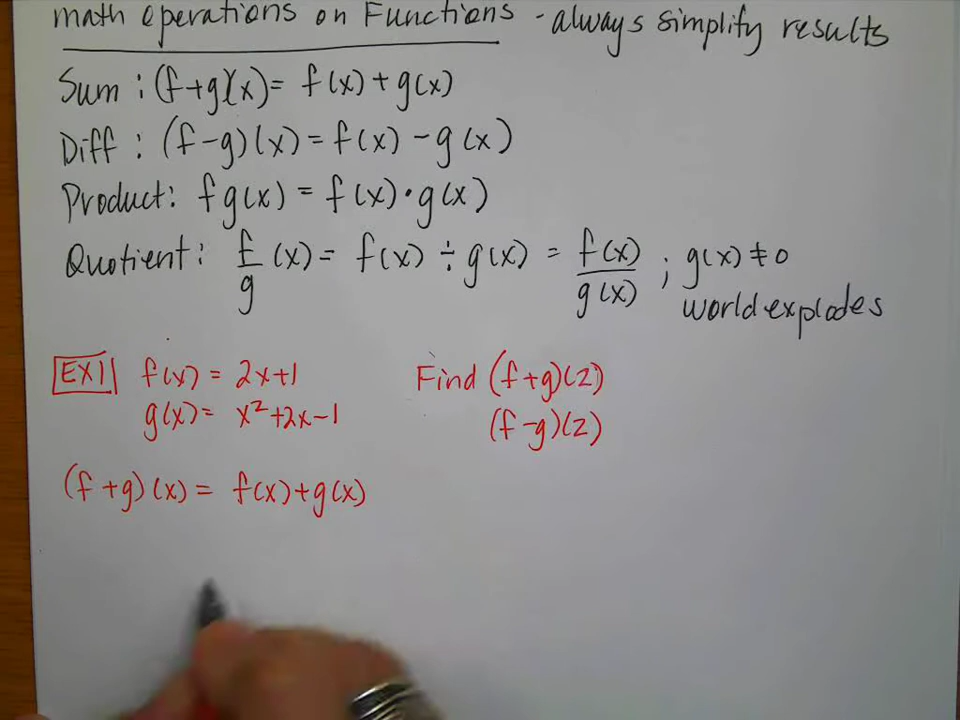 math operations on Functions - always simplify results
Sum : (f+g)(x) = f(x) + g(x)
Diff : (f-g)(x) = f(x) - g(x)
Product: fg(x) = f(x) · g(x)
Quotient: f/g (x) = f(x) ÷ g(x) = f(x)/g(x) ; g(x) ≠ 0
world explodes
EX1 f(x) = 2x+1 Find (f+g)(2)
g(x) = x²+2x-1 (f-g)(2)
(f+g)(x) = f(x)+g(x)